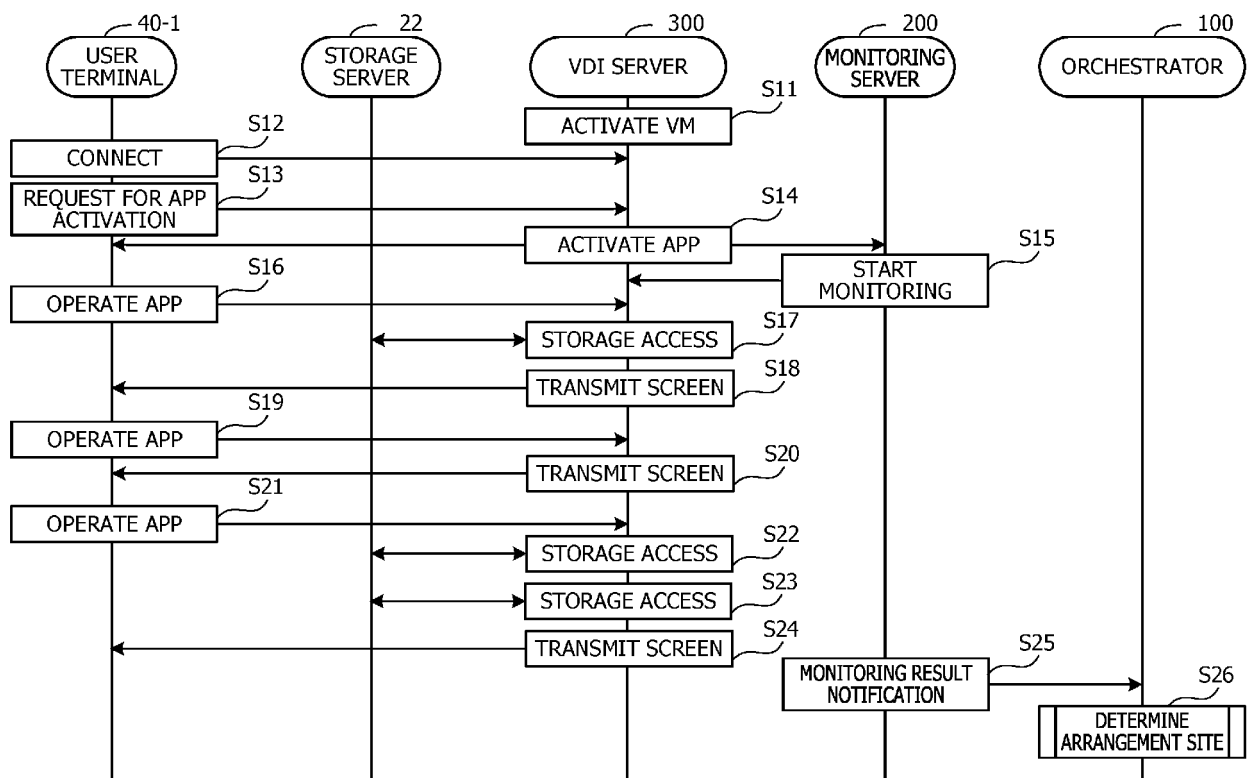 40-1
22
300
200
100
USER
TERMINAL
STORAGE
SERVER
VDI SERVER
MONITORING
SERVER
ORCHESTRATOR
S11
ACTIVATE VM
S12
CONNECT
S13
REQUEST FOR APP
ACTIVATION
S14
ACTIVATE APP
S15
START
MONITORING
S16
OPERATE APP
S17
STORAGE ACCESS
S18
TRANSMIT SCREEN
S19
OPERATE APP
S20
TRANSMIT SCREEN
S21
OPERATE APP
S22
STORAGE ACCESS
S23
STORAGE ACCESS
S24
TRANSMIT SCREEN
S25
MONITORING RESULT
NOTIFICATION
S26
DETERMINE
ARRANGEMENT SITE